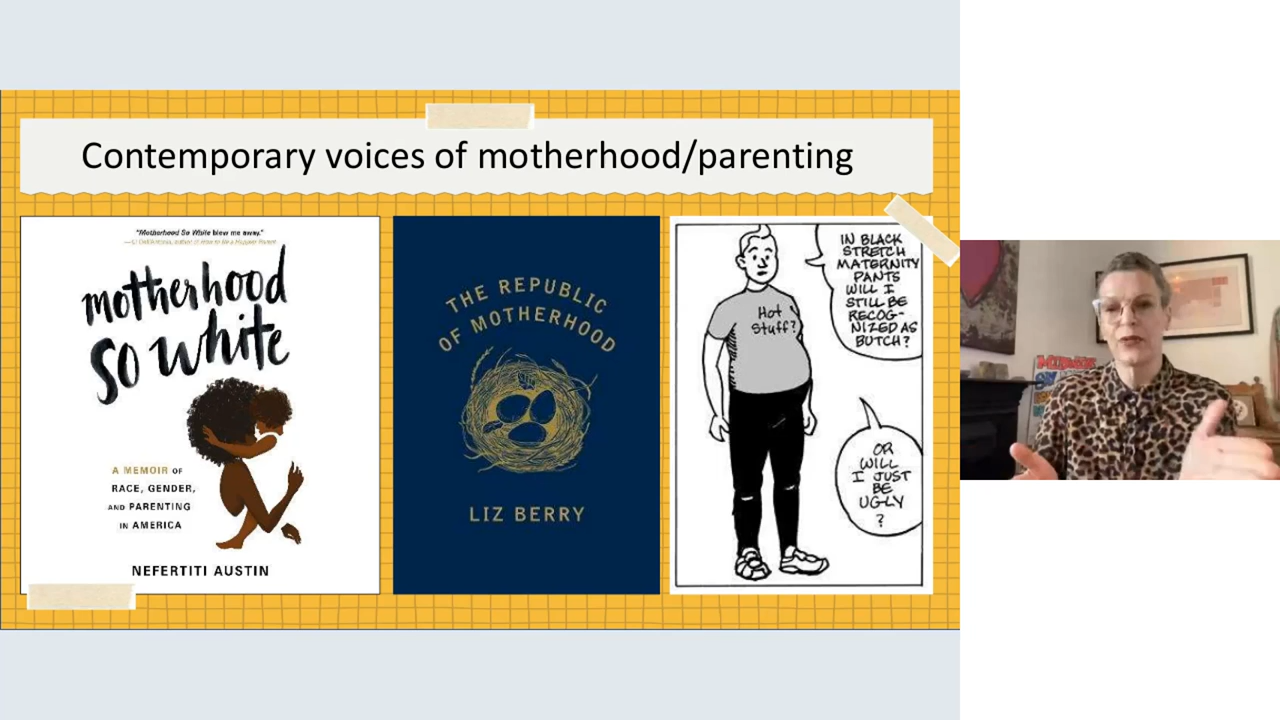 Contemporary voices of motherhood/parenting
"Motherhood So White blew me away."
motherhood
so white
A MEMOIR OF
RACE, GENDER,
AND PARENTING
IN AMERICA
NEFERTITI AUSTIN
THE REPUBLIC
OF MOTHERHOOD
LIZ BERRY
Hot
Stuff?
IN BLACK
STRETCH
MATERNITY
PANTS
WILL I
STILL BE
RECOG-
NIZED AS
BUTCH?
OR
WILL
I JUST
BE
UGLY
?